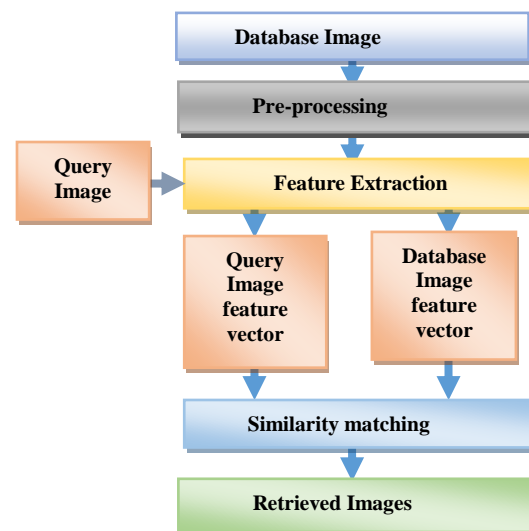 Database Image
Pre-processing
Query
Image
Feature Extraction
Query
Image
feature
vector
Database
Image
feature
vector
Similarity matching
Retrieved Images